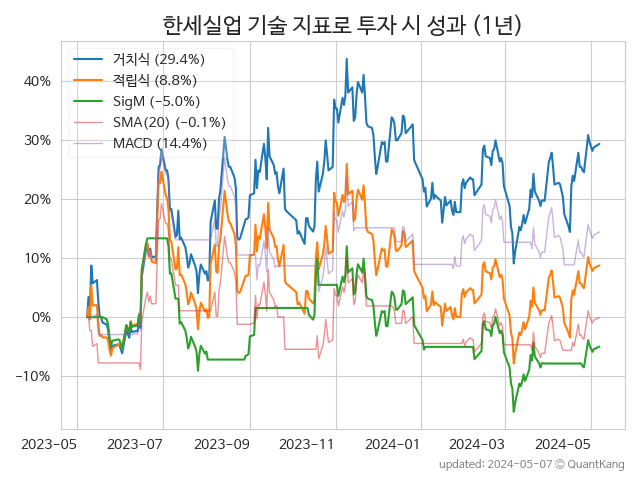 한세실업 기술 지표로 투자 시 성과 (1년)
거치식 (29.4%)
적립식 (8.8%)
SigM (−5.0%)
SMA(20) (−0.1%)
MACD (14.4%)
40%
30%
20%
10%
0%
−10%
2023-05 2023-07 2023-09 2023-11 2024-01 2024-03 2024-05
updated: 2024-05-07 © QuantKang